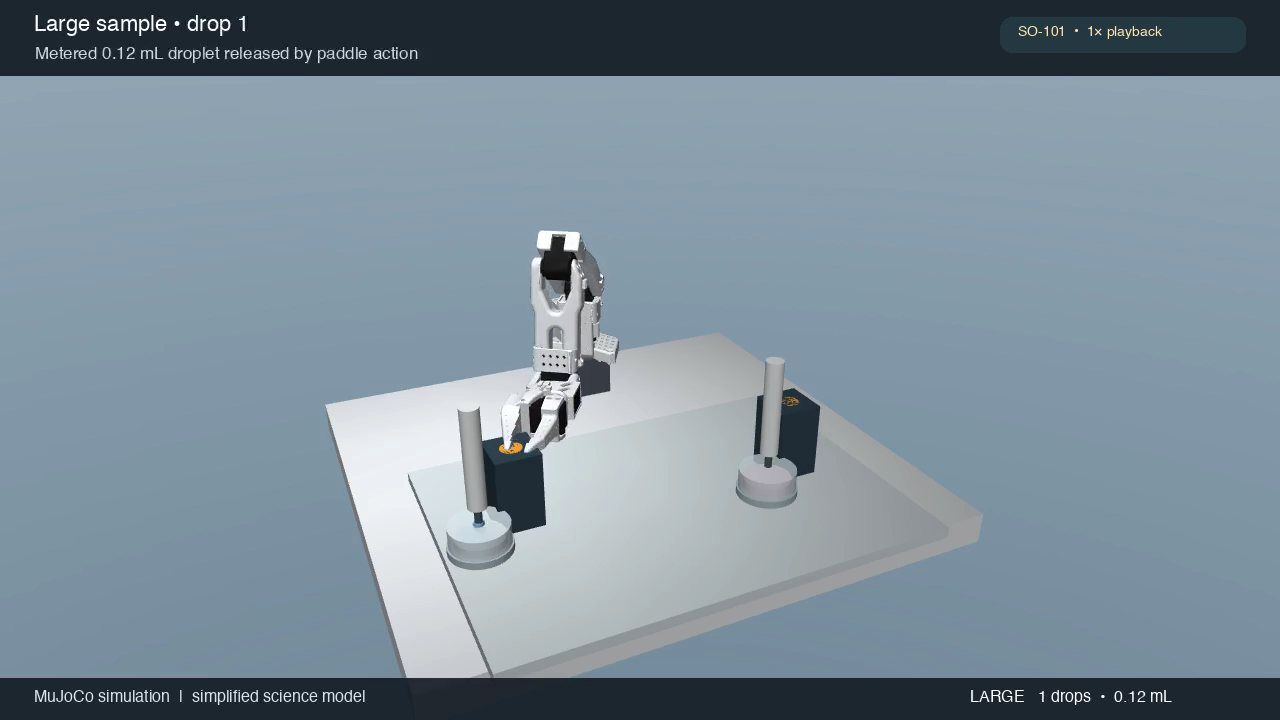 Large sample • drop 1
Metered 0.12 mL droplet released by paddle action
SO-101 • 1× playback
MuJoCo simulation | simplified science model
LARGE 1 drops • 0.12 mL